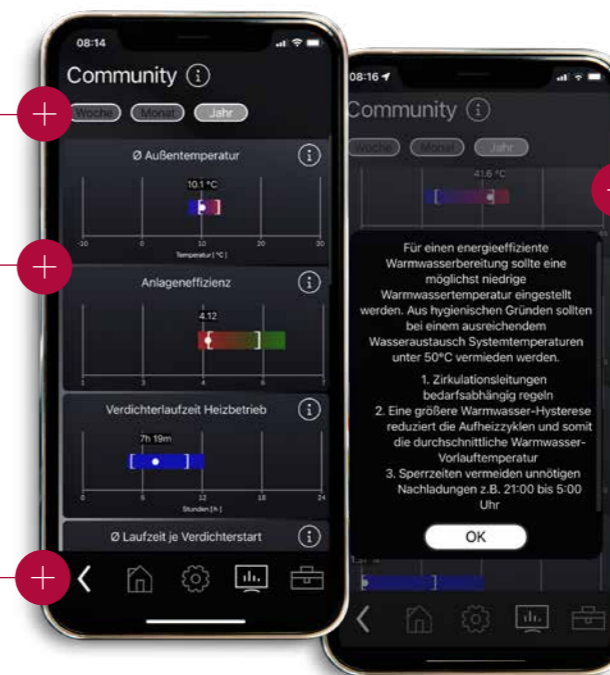 08:14
Community i
Woche Monat Jahr
Ø Außentemperatur i
10.1 °C
-10 0 10 20 30
Temperatur [ °C ]
Anlageneffizienz i
4.12
1 3 4 6 7
Verdichterlaufzeit Heizbetrieb i
7h 19m
0 6 12 18 24
Stunden [ h ]
Ø Laufzeit je Verdichterstart i
08:16
Community i
Woche Monat Jahr
41.6 °C
Für einen energieeffiziente
Warmwasserbereitung sollte eine
möglichst niedrige
Warmwassertemperatur eingestellt
werden. Aus hygienischen Gründen sollten
bei einem ausreichendem
Wasseraustausch Systemtemperaturen
unter 50°C vermieden werden.
1. Zirkulationsleitungen
bedarfsabhängig regeln
2. Eine größere Warmwasser-Hysterese
reduziert die Aufheizzyklen und somit
die durchschnittliche Warmwasser-
Vorlauftemperatur
3. Sperrzeiten vermeiden unnötigen
Nachladungen z.B. 21:00 bis 5:00
Uhr
OK